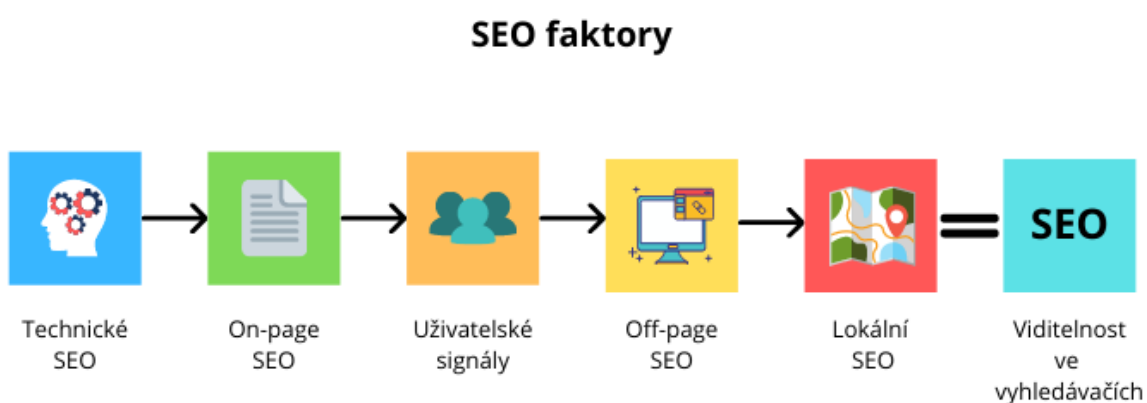 SEO faktory
SEO
Technické
SEO
On-page
SEO
Uživatelské
signály
Off-page
SEO
Lokální
SEO
Viditelnost
ve
vyhledávačích